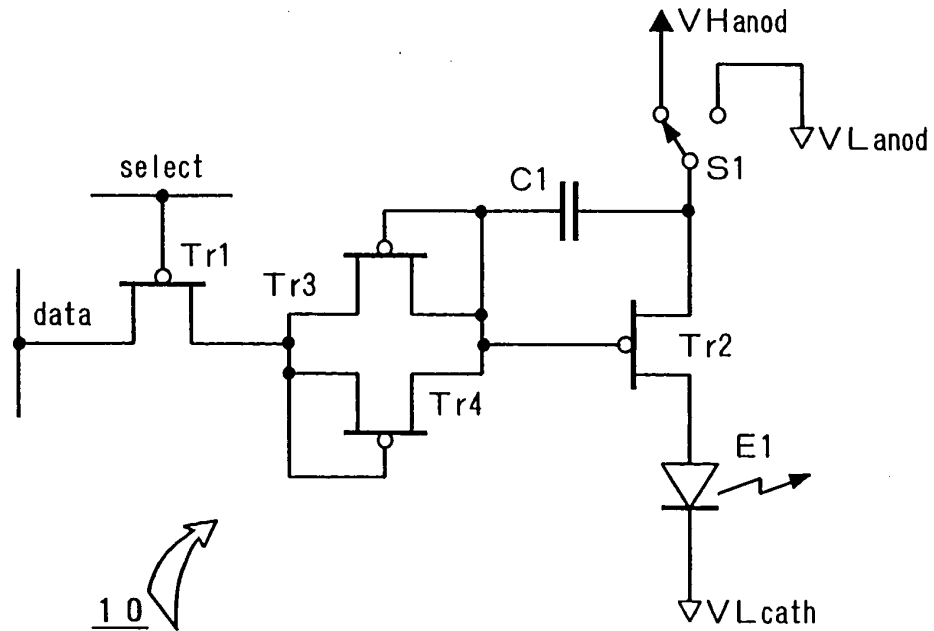 VHanod
VLanod
S1
C1
select
Tr1
Tr3
data
Tr2
Tr4
E1
10
VLcath